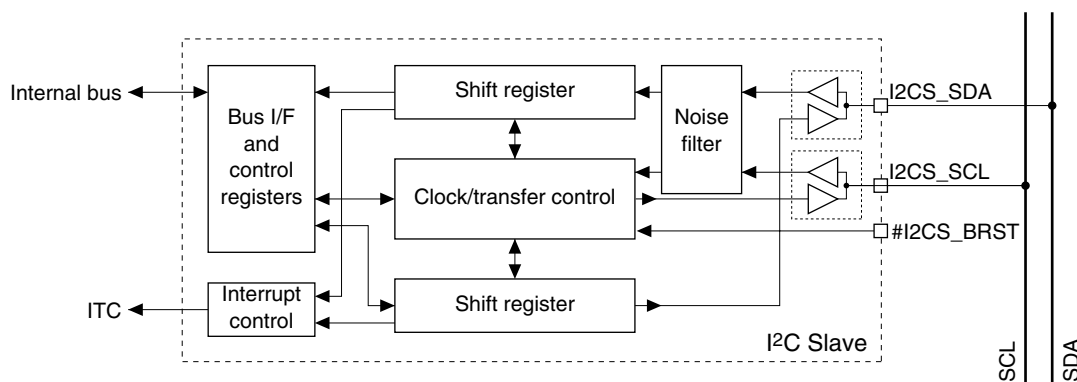 Internal bus
Bus I/F
and
control
registers
Shift register
Noise
filter
I2CS_SDA
Clock/transfer control
I2CS_SCL
#I2CS_BRST
ITC
Interrupt
control
Shift register
I²C Slave
SCL
SDA